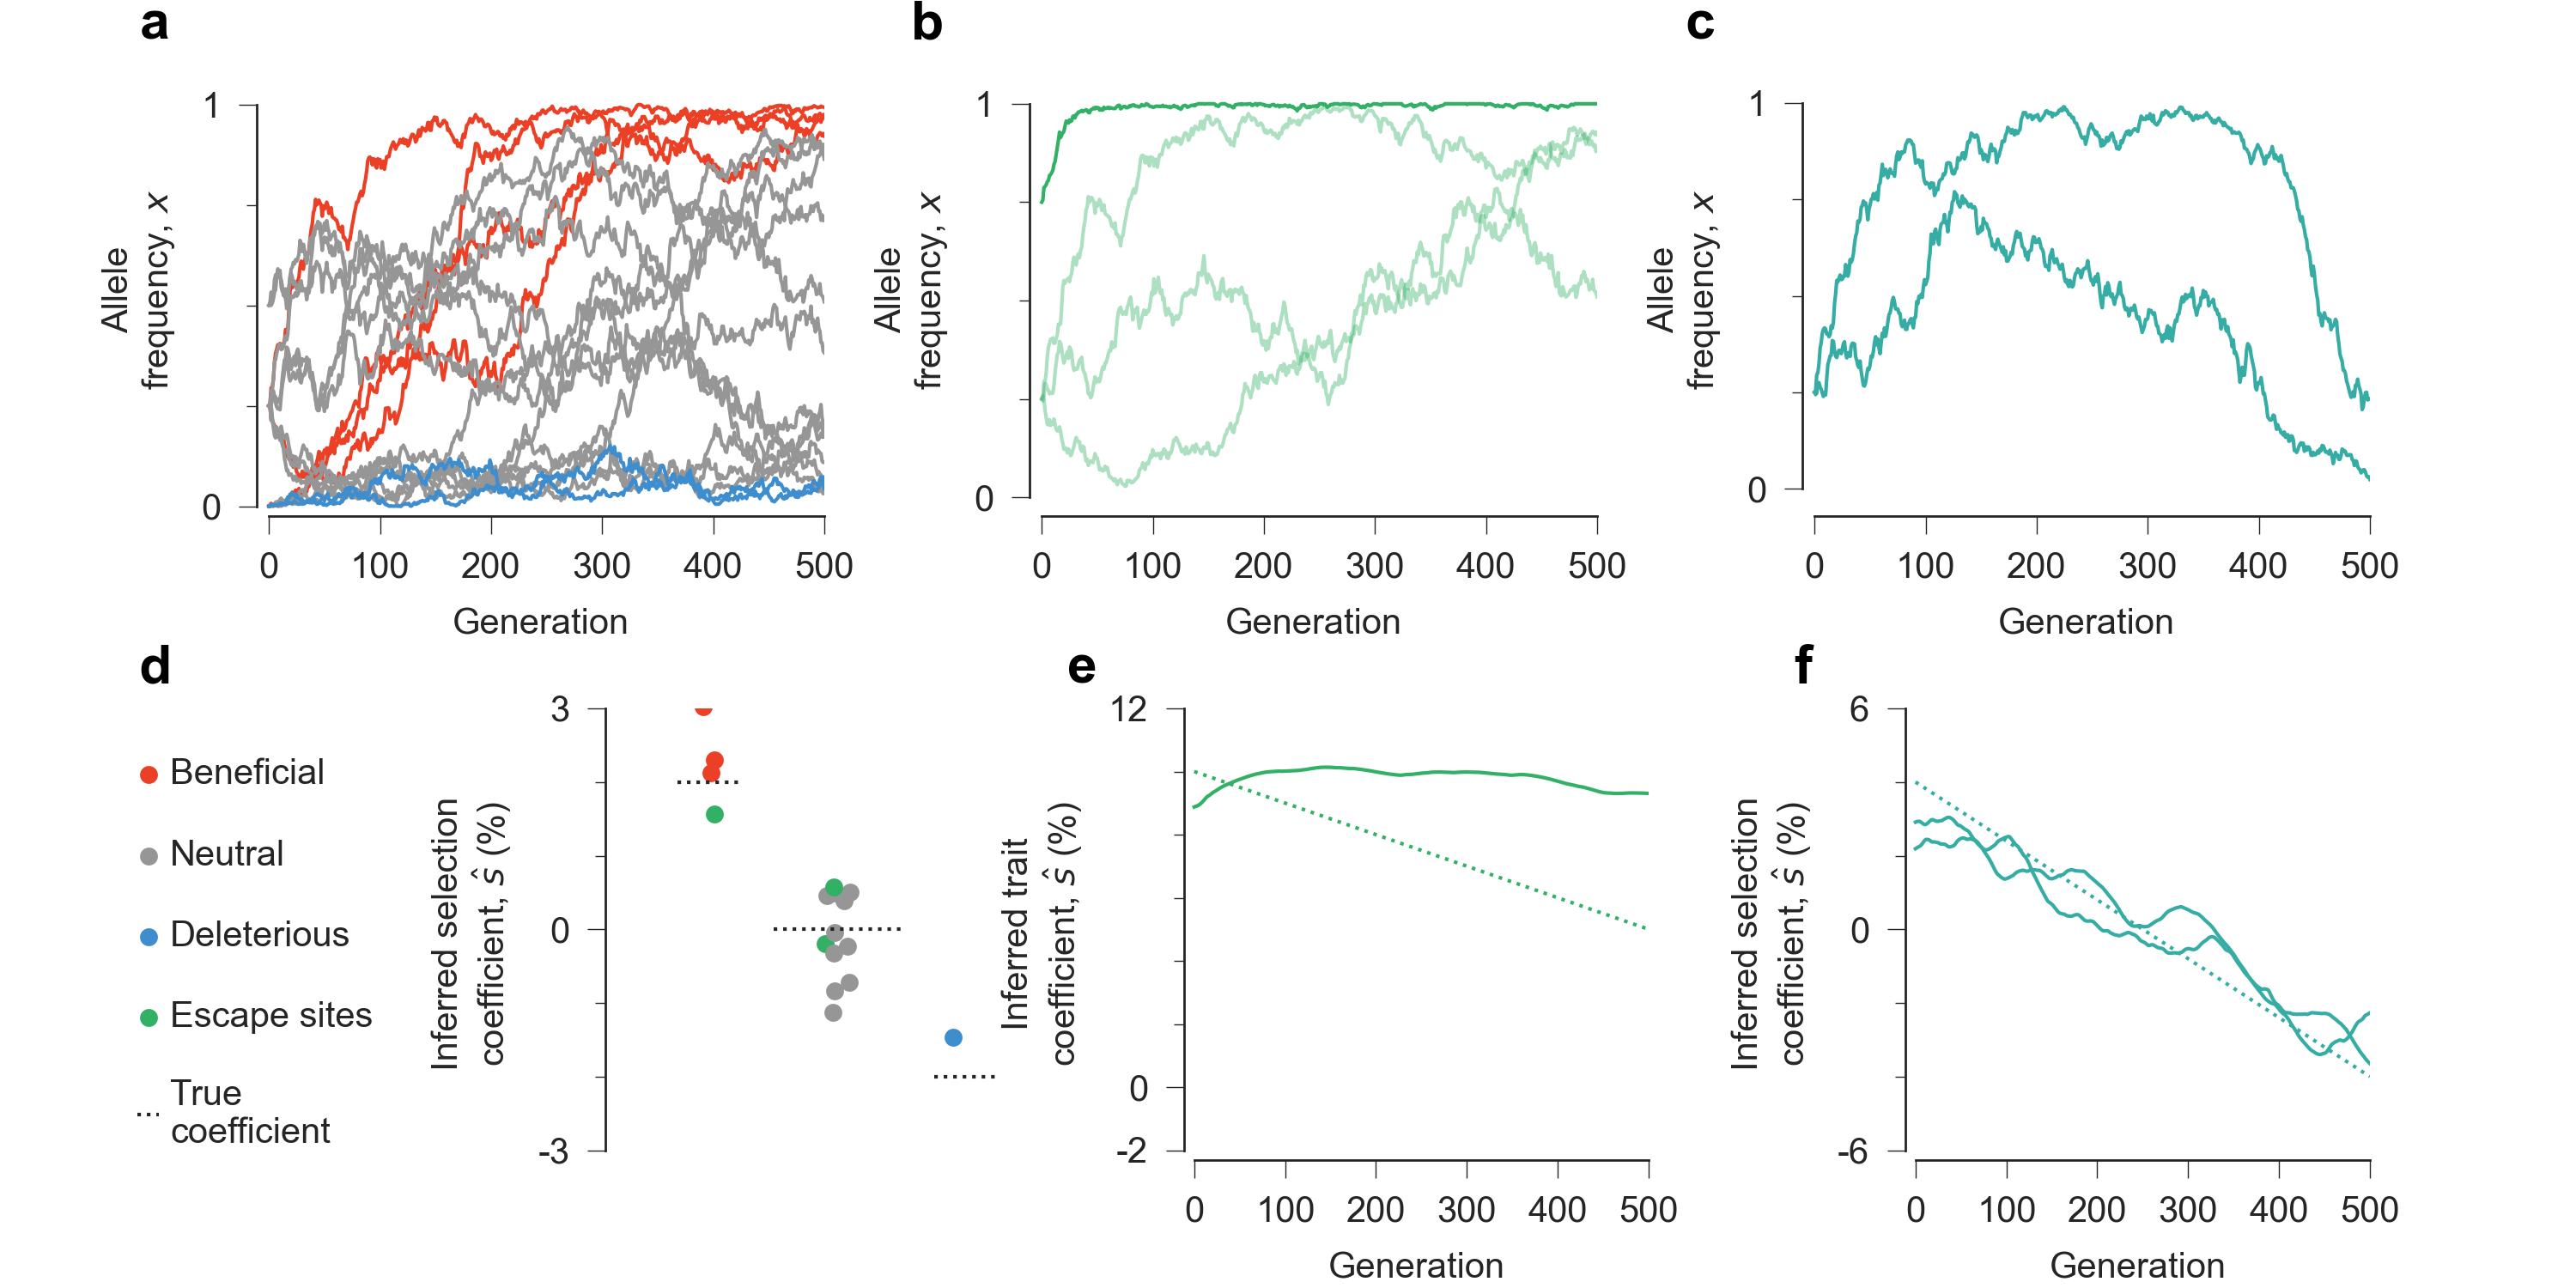 a
1
0
Allele
frequency, x
0 100 200 300 400 500
Generation
b
1
0
Allele
frequency, x
0 100 200 300 400 500
Generation
c
1
0
Allele
frequency, x
0 100 200 300 400 500
Generation
d
Beneficial
Neutral
Deleterious
Escape sites
True
coefficient
3
0
-3
Inferred selection
coefficient, ŝ (%)
e
12
0
-2
Inferred trait
coefficient, ŝ (%)
0 100 200 300 400 500
Generation
f
6
0
-6
Inferred selection
coefficient, ŝ (%)
0 100 200 300 400 500
Generation